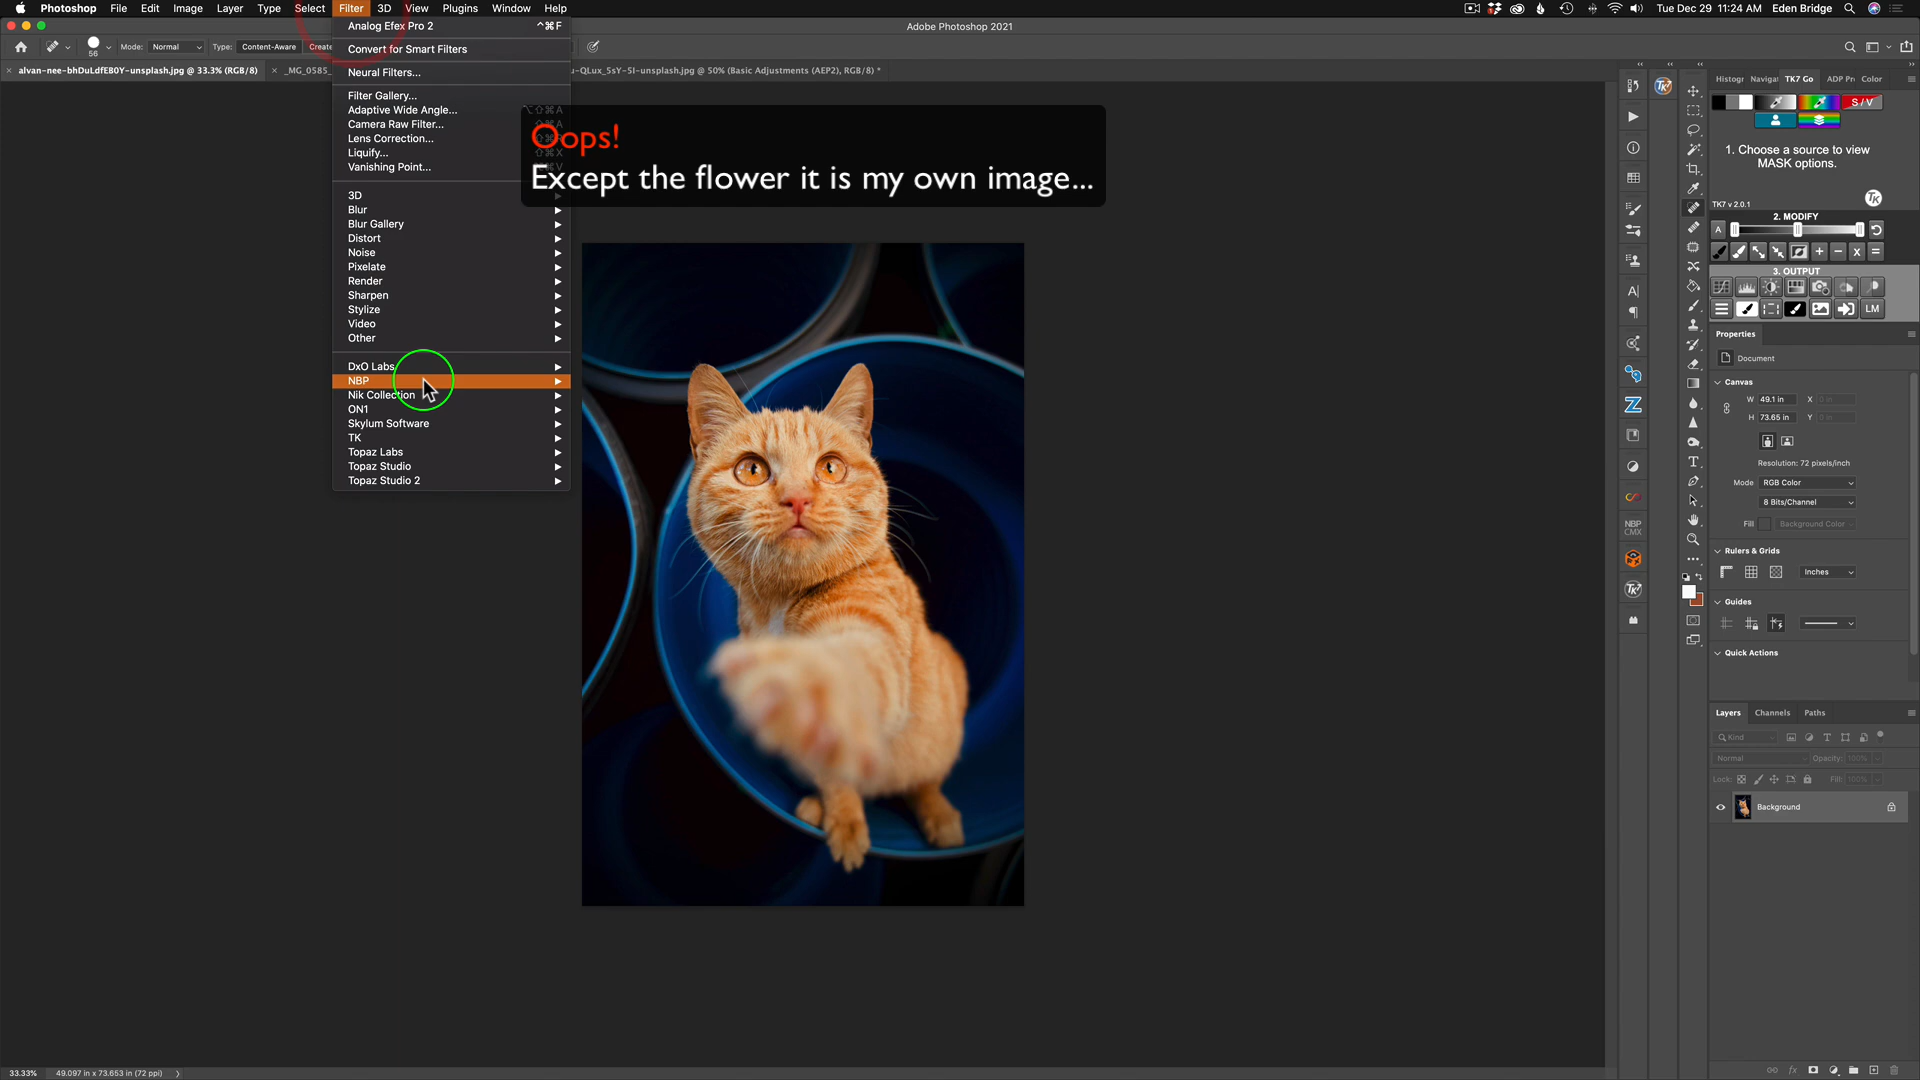 Photoshop File Edit Image Layer Type Select Filter 3D View Plugins Window Help
Tue Dec 29 11:24 AM Eden Bridge
Adobe Photoshop 2021
56
Mode: Normal
Type: Content-Aware
alvan-nee-bhDuLdfEB0Y-unsplash.jpg @ 33.3% (RGB/8)
_MG_0585_
u-QLux_5sY-SI-unsplash.jpg @ 50% (Basic Adjustments (AEP2), RGB/8) *
Analog Efex Pro 2 ^⌘F
Convert for Smart Filters
Neural Filters...
Filter Gallery...
Adaptive Wide Angle... ⌥⇧⌘A
Camera Raw Filter... ⇧⌘A
Lens Correction... ⇧⌘R
Liquify... ⇧⌘X
Vanishing Point...
3D
Blur
Blur Gallery
Distort
Noise
Pixelate
Render
Sharpen
Stylize
Video
Other
DxO Labs
NBP
Nik Collection
ON1
Skylum Software
TK
Topaz Labs
Topaz Studio
Topaz Studio 2
Oops!
Except the flower it is my own image...
NBP
CMX
Histogr Navigat TK7 Go ADP Pr Color
S / V
1. Choose a source to view
MASK options.
TK7 v 2.0.1
2. MODIFY
A
3. OUTPUT
LM
Properties
Document
Canvas
W 49.1 in X 0 in
H 73.65 in Y 0 in
Resolution: 72 pixels/inch
Mode RGB Color
8 Bits/Channel
Fill Background Color
Rulers & Grids
Inches
Guides
Quick Actions
Layers Channels Paths
Kind
Normal Opacity: 100%
Lock: Fill: 100%
Background
33.33% 49.097 in x 73.653 in (72 ppi)